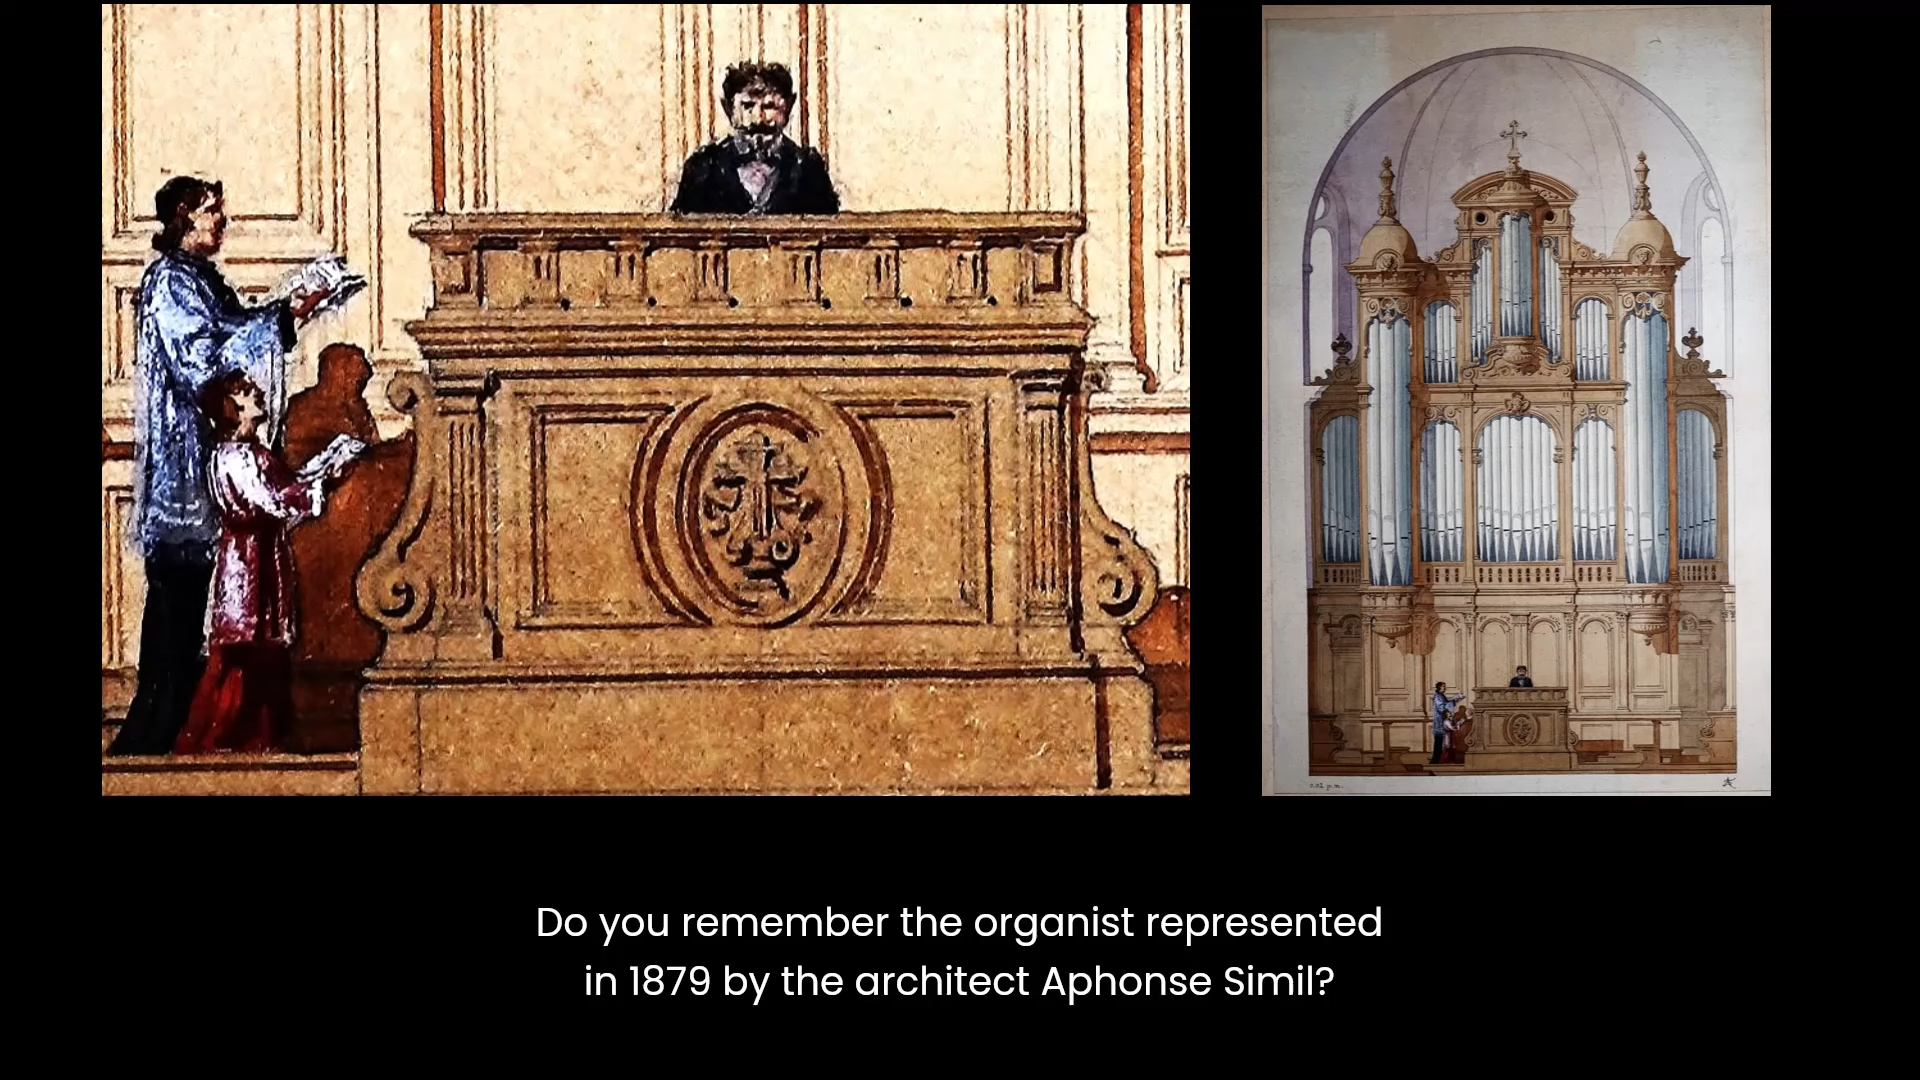 Do you remember the organist represented
in 1879 by the architect Aphonse Simil?